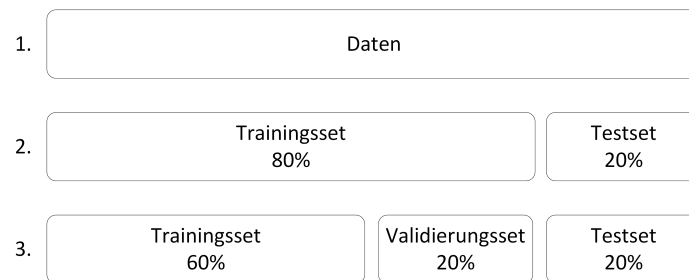 1.
Daten
2.
Trainingsset
80%
Testset
20%
3.
Trainingsset
60%
Validierungsset
20%
Testset
20%